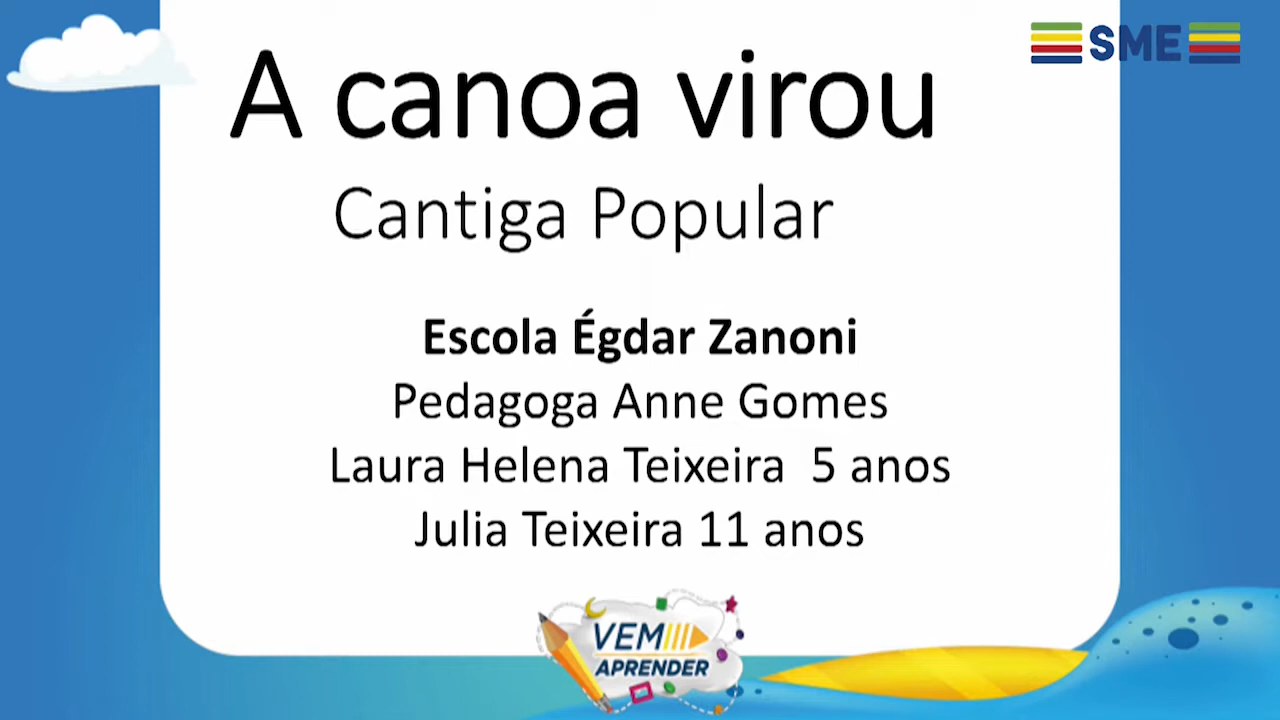 SME
A canoa virou
Cantiga Popular
Escola Égdar Zanoni
Pedagoga Anne Gomes
Laura Helena Teixeira 5 anos
Julia Teixeira 11 anos
VEM
APRENDER